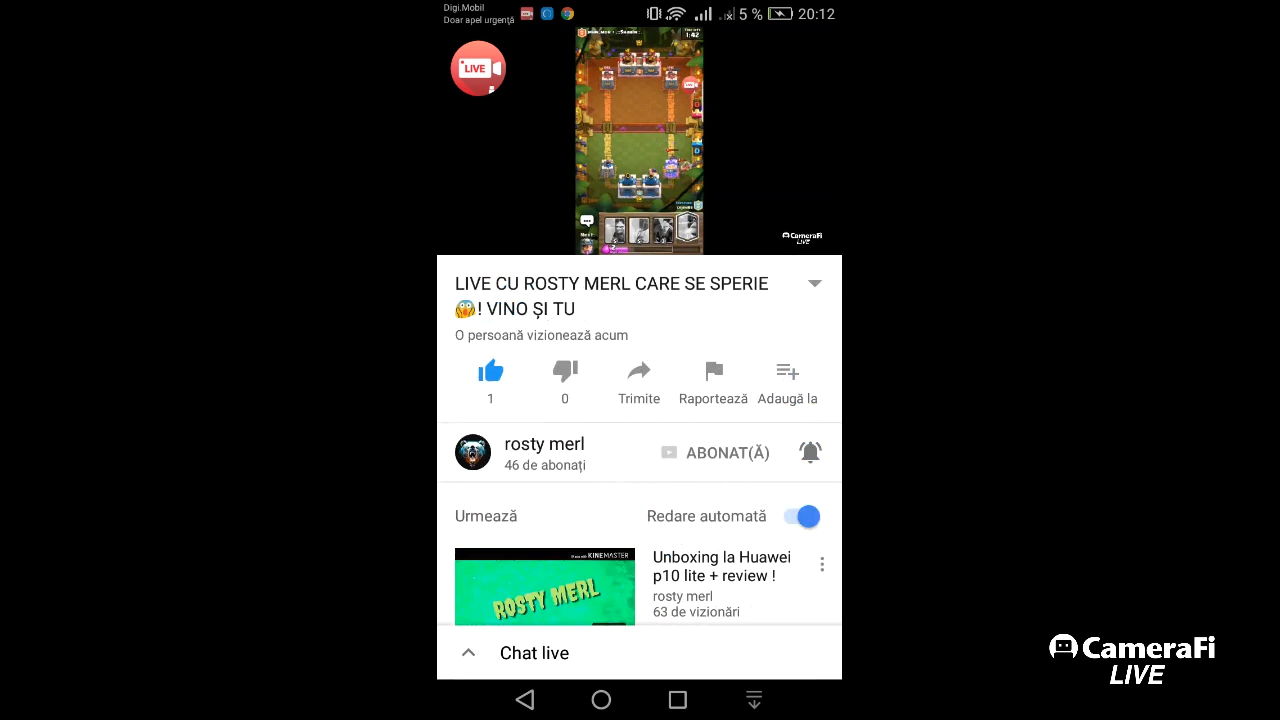 Digi.Mobil
Doar apel urgență
5 % 20:12
LIVE
1:42
CameraFi
LIVE
LIVE CU ROSTY MERL CARE SE SPERIE
😱! VINO ȘI TU
O persoană vizionează acum
1 0 Trimite Raportează Adaugă la
rosty merl
46 de abonați
ABONAT(Ă)
Urmează
Redare automată
KINEMASTER
ROSTY MERL
Unboxing la Huawei
p10 lite + review !
rosty merl
63 de vizionări
Chat live
CameraFi
LIVE